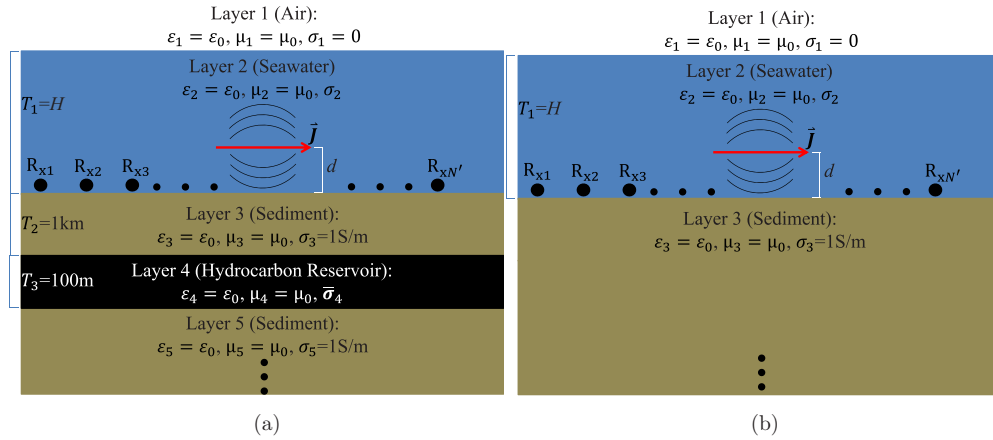 Layer 1 (Air):
ε₁ = ε₀, μ₁ = μ₀, σ₁ = 0
Layer 2 (Seawater)
ε₂ = ε₀, μ₂ = μ₀, σ₂
T₁=H
J⃗
d
Rx1 Rx2 Rx3 RxN′
T₂=1km
Layer 3 (Sediment):
ε₃ = ε₀, μ₃ = μ₀, σ₃=1S/m
T₃=100m
Layer 4 (Hydrocarbon Reservoir):
ε₄ = ε₀, μ₄ = μ₀, σ̅₄
Layer 5 (Sediment):
ε₅ = ε₀, μ₅ = μ₀, σ₅=1S/m
(a)
Layer 1 (Air):
ε₁ = ε₀, μ₁ = μ₀, σ₁ = 0
Layer 2 (Seawater)
ε₂ = ε₀, μ₂ = μ₀, σ₂
T₁=H
J⃗
d
Rx1 Rx2 Rx3 RxN′
Layer 3 (Sediment):
ε₃ = ε₀, μ₃ = μ₀, σ₃=1S/m
(b)